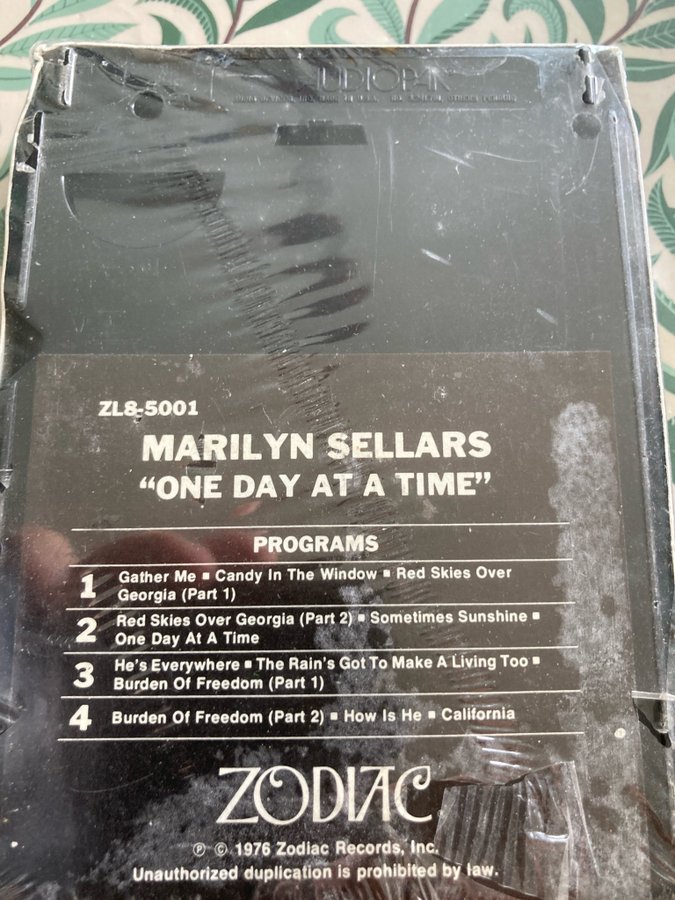 AUDIOPAK
ZL8-5001
MARILYN SELLARS
“ONE DAY AT A TIME”
PROGRAMS
1 Gather Me ▪ Candy In The Window ▪ Red Skies Over
Georgia (Part 1)
2 Red Skies Over Georgia (Part 2) ▪ Sometimes Sunshine ▪
One Day At A Time
3 He's Everywhere ▪ The Rain's Got To Make A Living Too ▪
Burden Of Freedom (Part 1)
4 Burden Of Freedom (Part 2) ▪ How Is He ▪ California
ZODIAC
℗ © 1976 Zodiac Records, Inc.
Unauthorized duplication is prohibited by law.